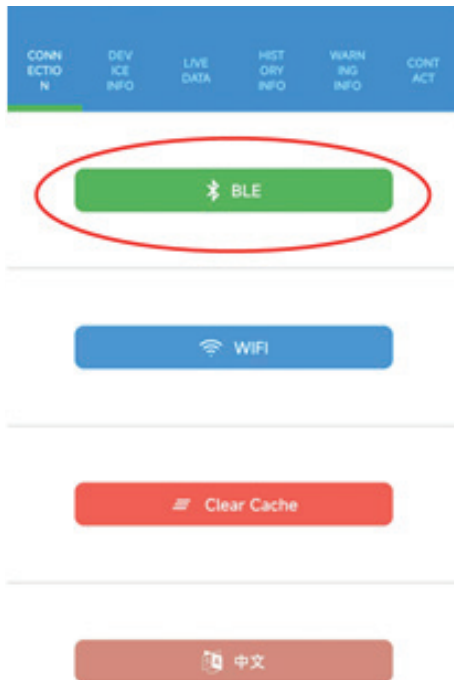 CONN
ECTIO
N
DEV
ICE
INFO
LIVE
DATA
HIST
ORY
INFO
WARN
ING
INFO
CONT
ACT
BLE
WIFI
Clear Cache
中文